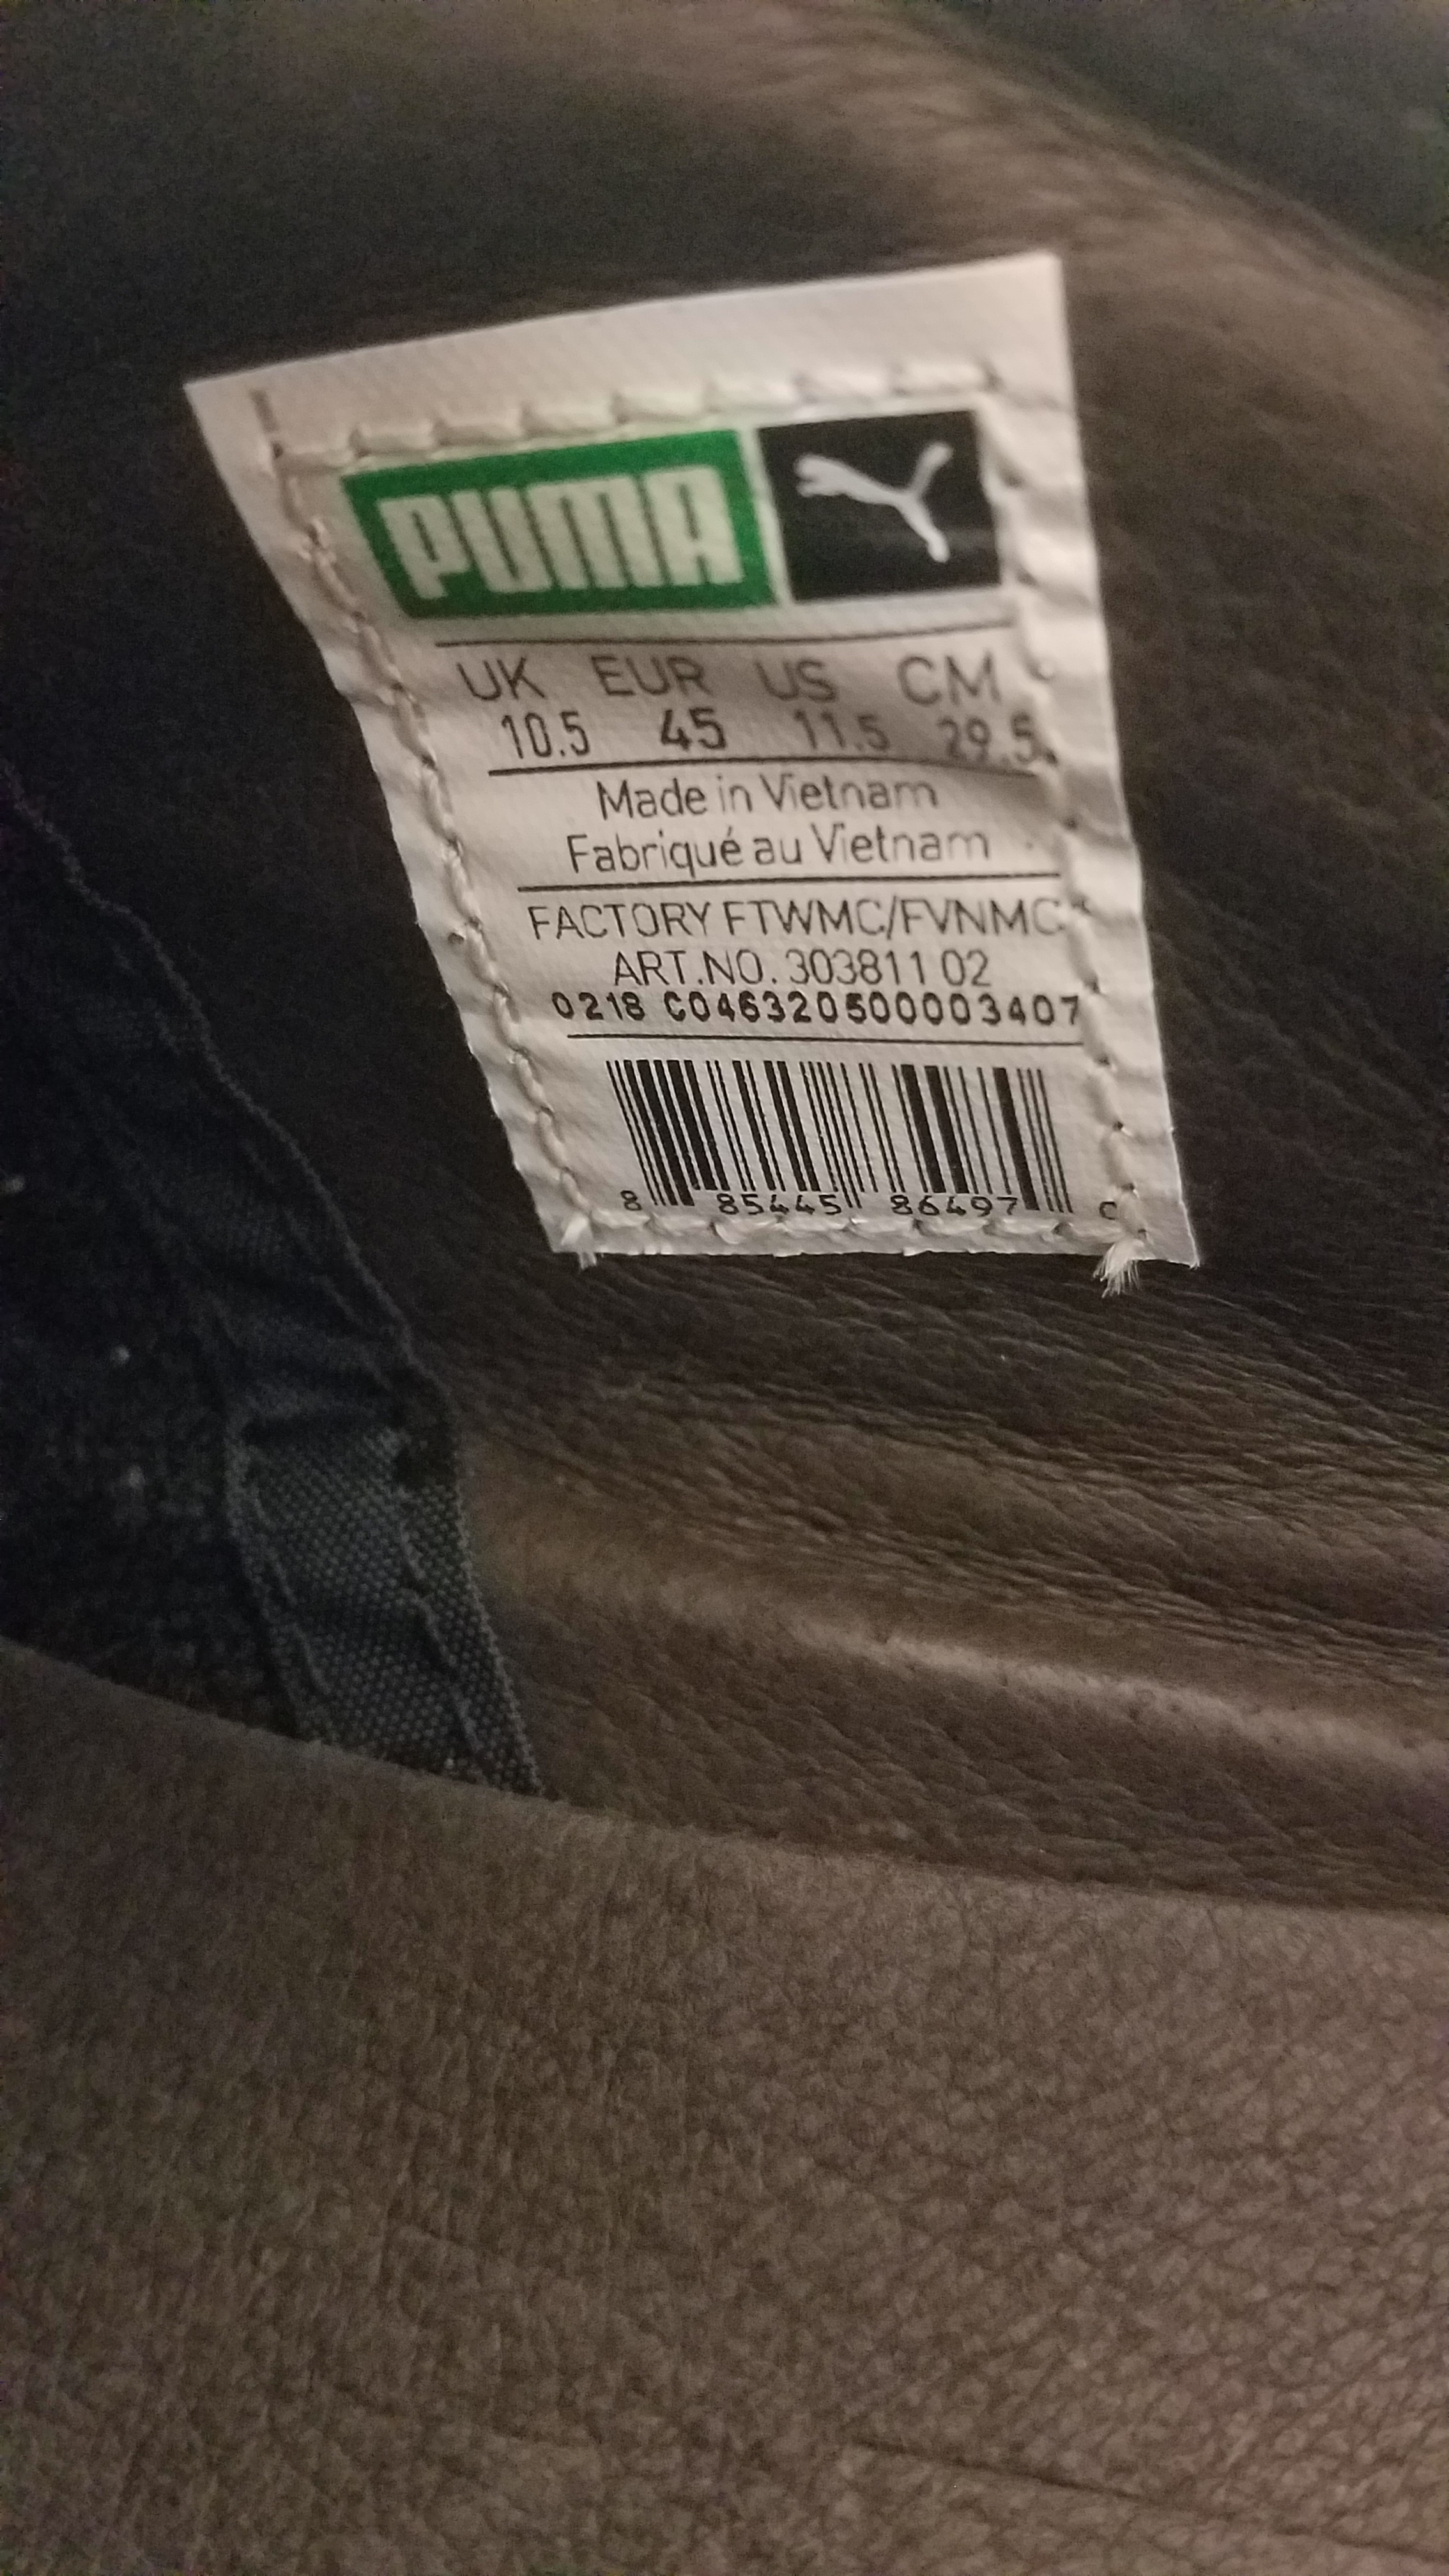 PUMA
UK EUR US CM
10.5 45 11.5 29.5
Made in Vietnam
Fabriqué au Vietnam
FACTORY FTWMC/FVNMC
ART.NO. 303811 02
0218 C046320500003407
8 85445 86497